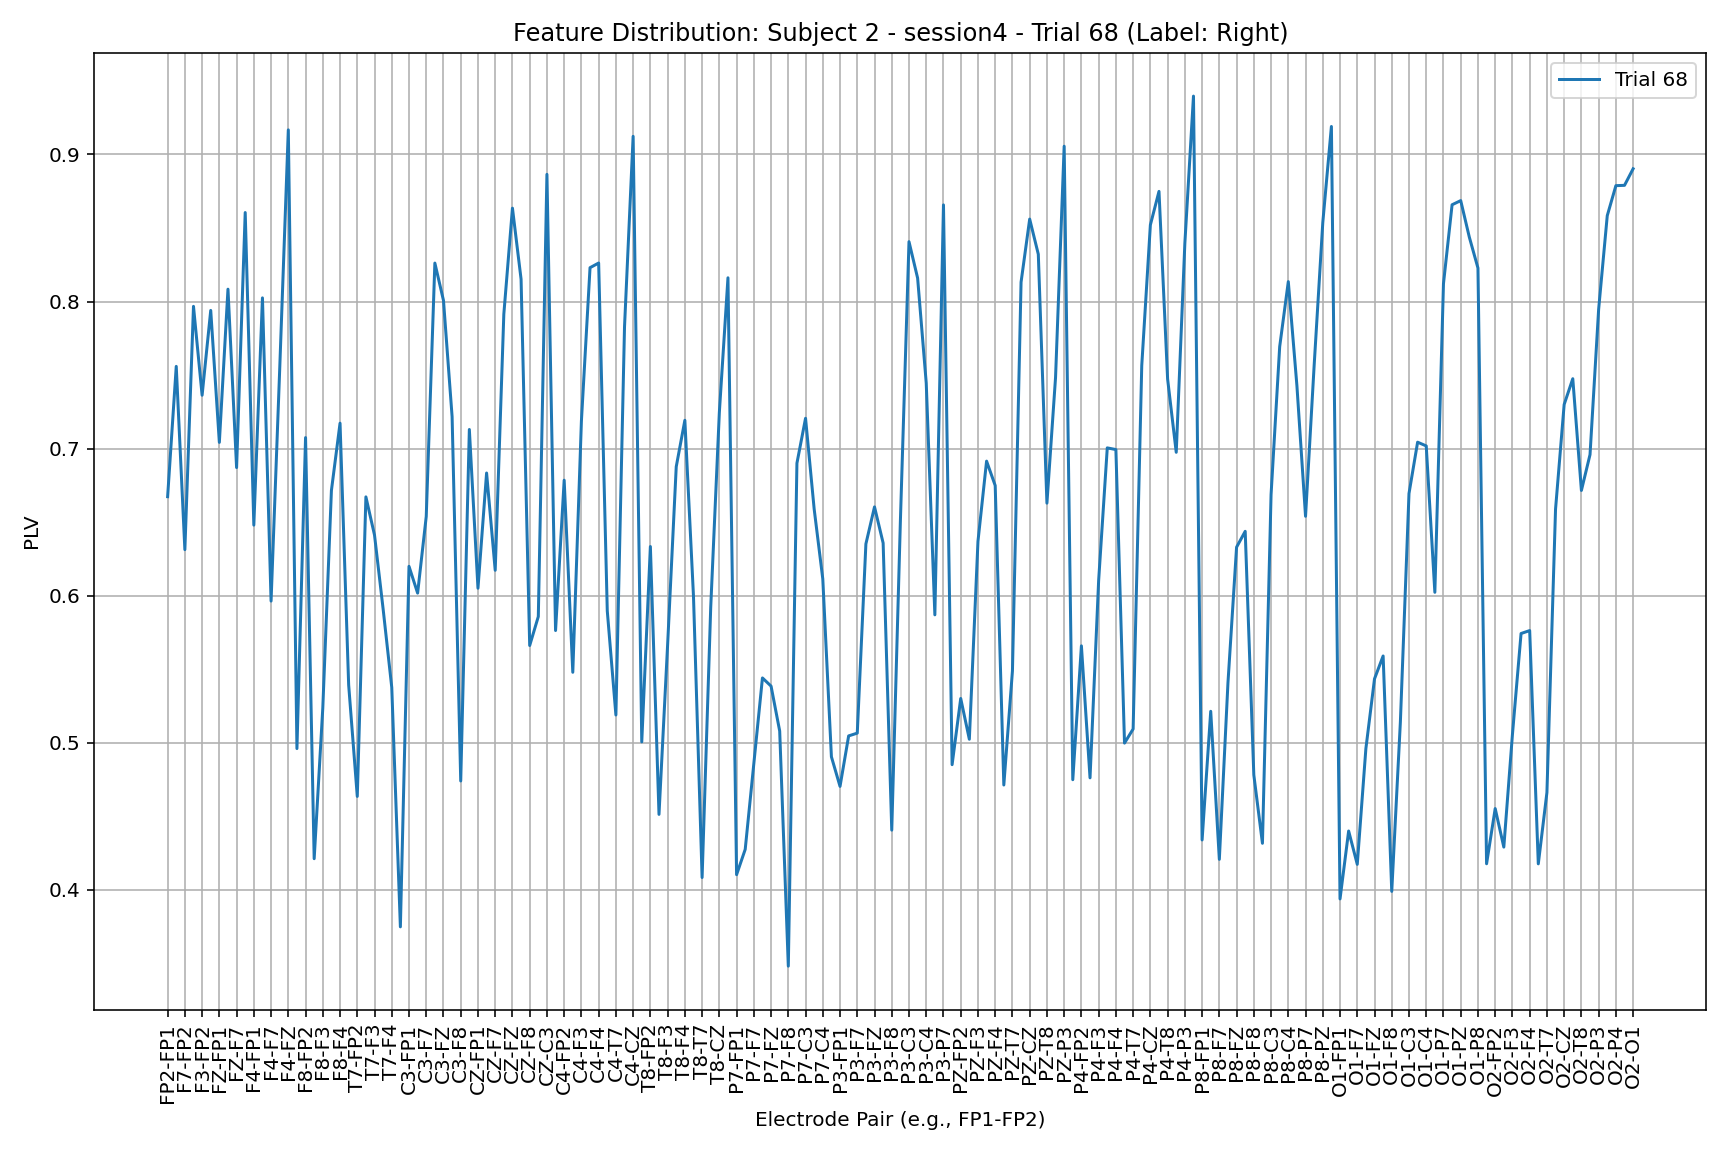 Feature Distribution: Subject 2 - session4 - Trial 68 (Label: Right)
Trial 68
PLV
0.9
0.8
0.7
0.6
0.5
0.4
FP2-FP1
F7-FP2
F3-FP2
FZ-FP1
FZ-F7
F4-FP1
F4-F7
F4-FZ
F8-FP2
F8-F3
F8-F4
T7-FP2
T7-F3
T7-F4
C3-FP1
C3-F7
C3-FZ
C3-F8
CZ-FP1
CZ-F7
CZ-FZ
CZ-F8
CZ-C3
C4-FP2
C4-F3
C4-F4
C4-T7
C4-CZ
T8-FP2
T8-F3
T8-F4
T8-T7
T8-CZ
P7-FP1
P7-F7
P7-FZ
P7-F8
P7-C3
P7-C4
P3-FP1
P3-F7
P3-FZ
P3-F8
P3-C3
P3-C4
P3-P7
PZ-FP2
PZ-F3
PZ-F4
PZ-T7
PZ-CZ
PZ-T8
PZ-P3
P4-FP2
P4-F3
P4-F4
P4-T7
P4-CZ
P4-T8
P4-P3
P8-FP1
P8-F7
P8-FZ
P8-F8
P8-C3
P8-C4
P8-P7
P8-PZ
O1-FP1
O1-F7
O1-FZ
O1-F8
O1-C3
O1-C4
O1-P7
O1-PZ
O1-P8
O2-FP2
O2-F3
O2-F4
O2-T7
O2-CZ
O2-T8
O2-P3
O2-P4
O2-O1
Electrode Pair (e.g., FP1-FP2)